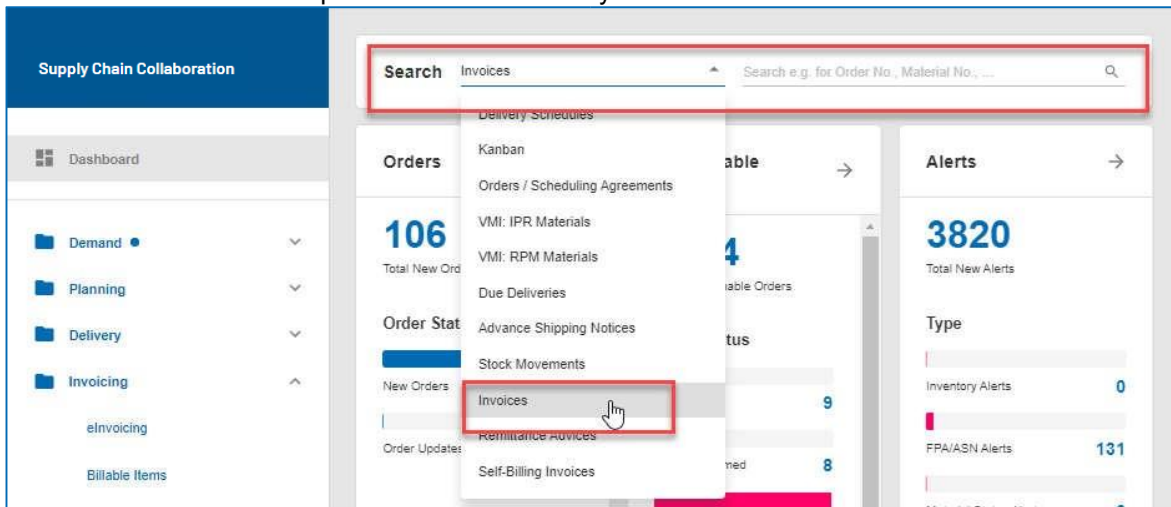 Supply Chain Collaboration
Search Invoices Search e.g. for Order No., Material No., ....
Delivery Schedules
Dashboard
Orders
Kanban
able
Alerts
Orders / Scheduling Agreements
106
VMI: IPR Materials
4
3820
Demand
Total New Ord
VMI: RPM Materials
able Orders
Total New Alerts
Planning
Due Deliveries
Order Stat
Advance Shipping Notices
tus
Type
Delivery
Stock Movements
Invoicing
New Orders
Invoices
9
Inventory Alerts 0
eInvoicing
Remittance Advices
Order Updates
med 8
FPA/ASN Alerts 131
Billable Items
Self-Billing Invoices